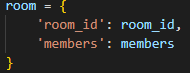 room = {
    'room_id': room_id,
    'members': members
}